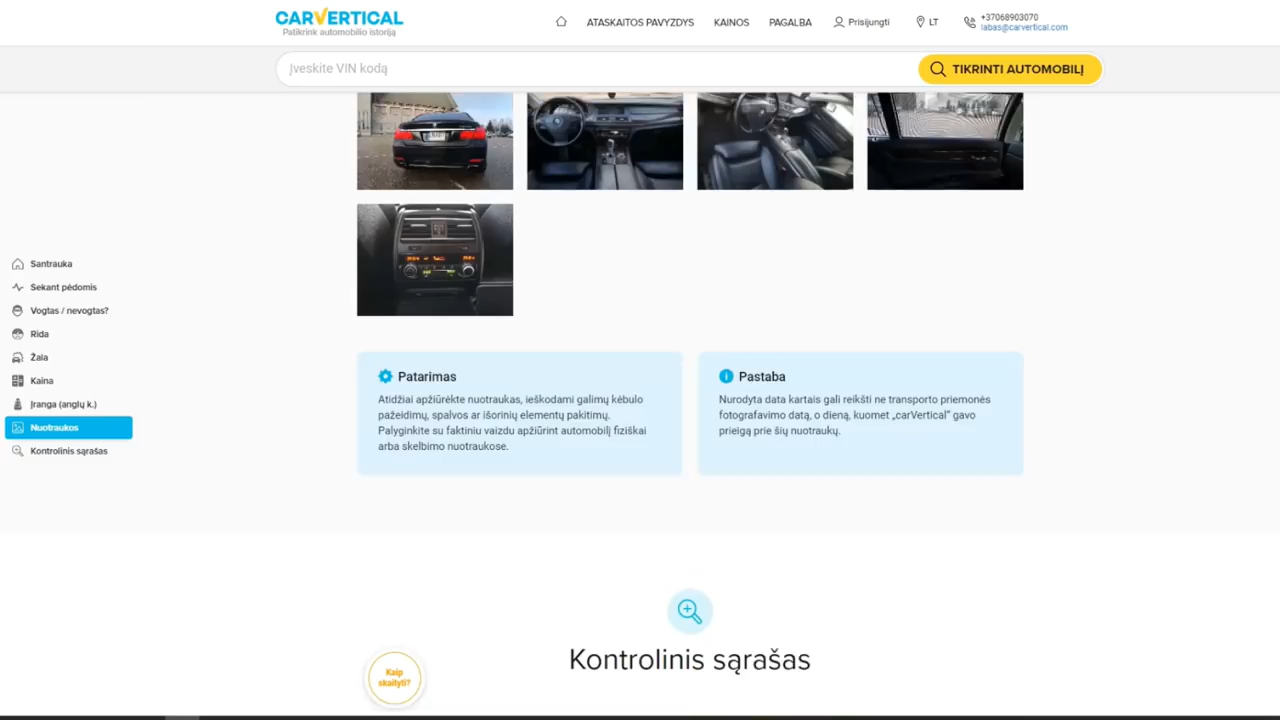 CARVERTICAL
Patikrink automobilio istoriją
ATASKAITOS PAVYZDYS
KAINOS
PAGALBA
Prisijungti
LT
+37068903070
labas@carvertical.com
Įveskite VIN kodą
TIKRINTI AUTOMOBILĮ
Santrauka
Sekant pėdomis
Vogtas / nevogtas?
Rida
Žala
Kaina
Įranga (anglų k.)
Nuotraukos
Kontrolinis sąrašas
Patarimas
Atidžiai apžiūrėkite nuotraukas, ieškodami galimų kėbulo
pažeidimų, spalvos ar išorinių elementų pakitimų.
Palyginkite su faktiniu vaizdu apžiūrint automobilį fiziškai
arba skelbimo nuotraukose.
Pastaba
Nurodyta data kartais gali reikšti ne transporto priemonės
fotografavimo datą, o dieną, kuomet „carVertical" gavo
prieigą prie šių nuotraukų.
Kontrolinis sąrašas
Kaip
skaityti?